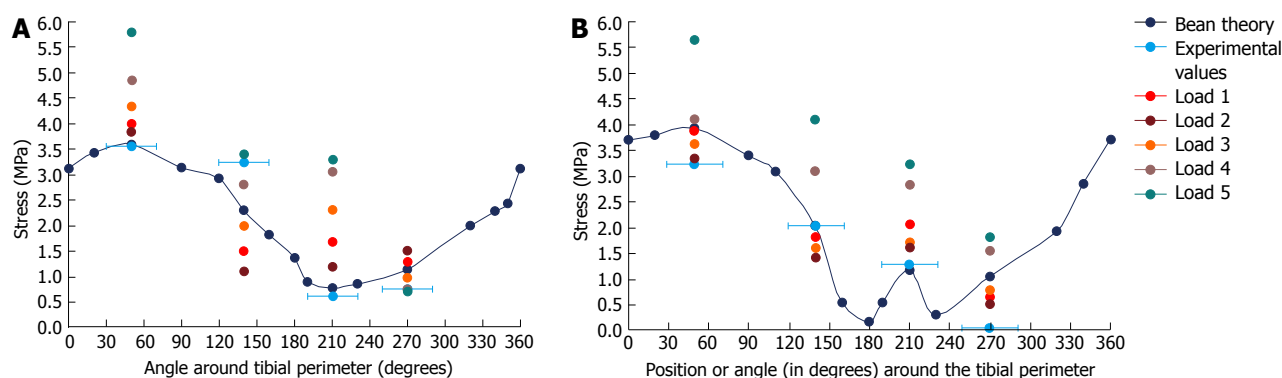 A
6.0
5.5
5.0
4.5
4.0
3.5
3.0
2.5
2.0
1.5
1.0
0.5
0.0
Stress (MPa)
0 30 60 90 120 150 180 210 240 270 300 330 360
Angle around tibial perimeter (degrees)
B
6.0
5.5
5.0
4.5
4.0
3.5
3.0
2.5
2.0
1.5
1.0
0.5
0.0
Stress (MPa)
0 30 60 90 120 150 180 210 240 270 300 330 360
Position or angle (in degrees) around the tibial perimeter
Bean theory
Experimental
values
Load 1
Load 2
Load 3
Load 4
Load 5